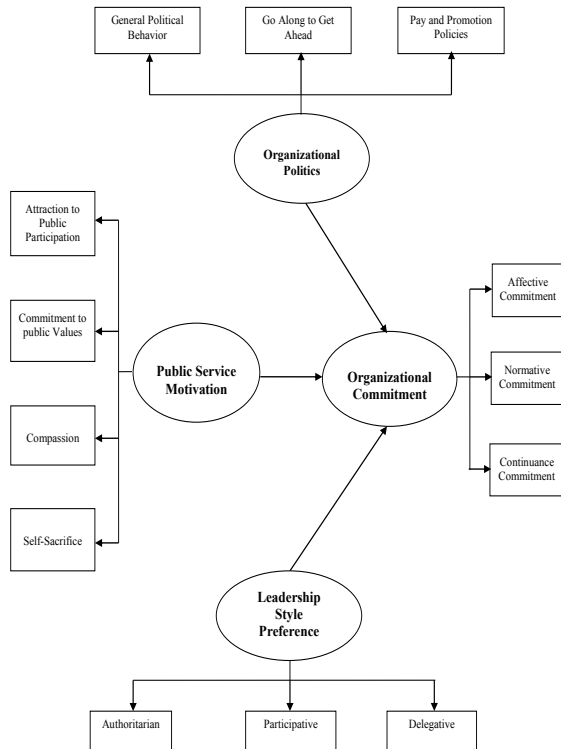 General Political
Behavior
Go Along to Get
Ahead
Pay and Promotion
Policies
Organizational
Politics
Attraction to
Public
Participation
Commitment to
public Values
Compassion
Self-Sacrifice
Public Service
Motivation
Organizational
Commitment
Affective
Commitment
Normative
Commitment
Continuance
Commitment
Leadership
Style
Preference
Authoritarian
Participative
Delegative